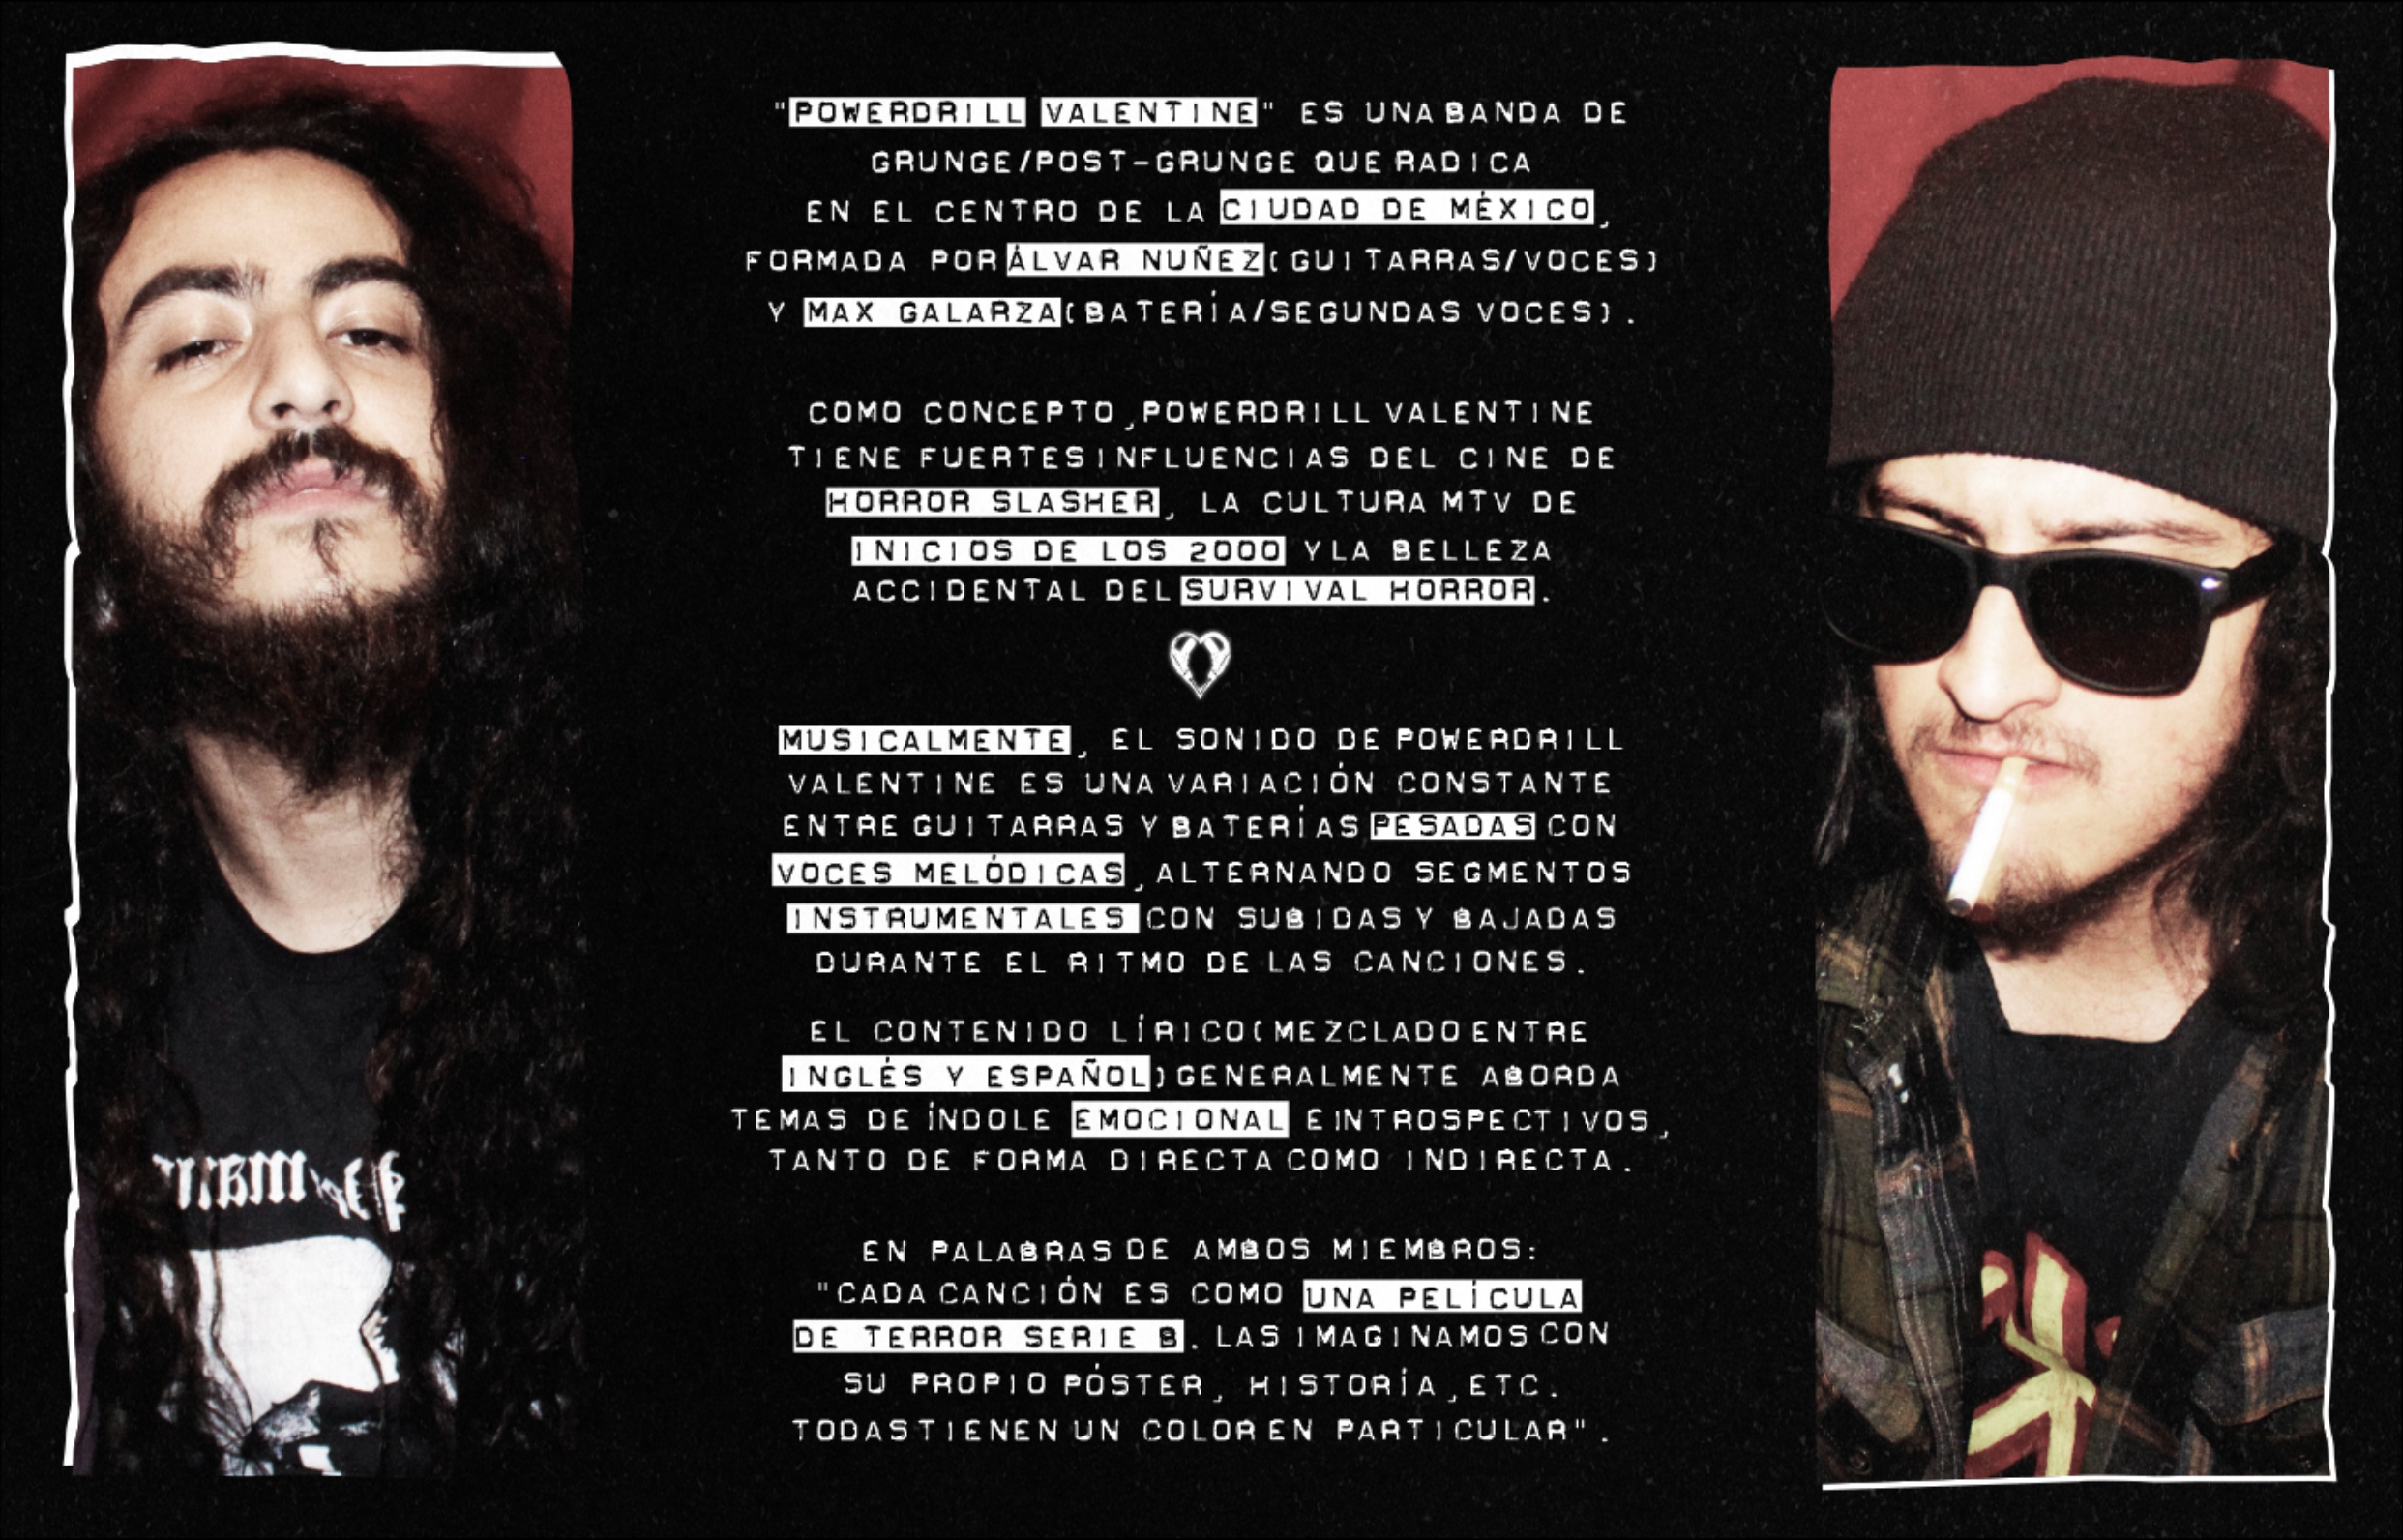 "POWERDRILL VALENTINE" ES UNA BANDA DE
GRUNGE/POST-GRUNGE QUE RADICA
EN EL CENTRO DE LA CIUDAD DE MÉXICO,
FORMADA POR ÁLVAR NUÑEZ(GUITARRAS/VOCES)
Y MAX GALARZA(BATERÍA/SEGUNDAS VOCES).
COMO CONCEPTO, POWERDRILL VALENTINE
TIENE FUERTES INFLUENCIAS DEL CINE DE
HORROR SLASHER, LA CULTURA MTV DE
INICIOS DE LOS 2000 Y LA BELLEZA
ACCIDENTAL DEL SURVIVAL HORROR.
MUSICALMENTE, EL SONIDO DE POWERDRILL
VALENTINE ES UNA VARIACIÓN CONSTANTE
ENTRE GUITARRAS Y BATERÍAS PESADAS CON
VOCES MELÓDICAS, ALTERNANDO SEGMENTOS
INSTRUMENTALES CON SUBIDAS Y BAJADAS
DURANTE EL RITMO DE LAS CANCIONES.
EL CONTENIDO LÍRICO(MEZCLADO ENTRE
INGLÉS Y ESPAÑOL) GENERALMENTE ABORDA
TEMAS DE ÍNDOLE EMOCIONAL E INTROSPECTIVOS,
TANTO DE FORMA DIRECTA COMO INDIRECTA.
EN PALABRAS DE AMBOS MIEMBROS:
"CADA CANCIÓN ES COMO UNA PELÍCULA
DE TERROR SERIE B. LAS IMAGINAMOS CON
SU PROPIO PÓSTER, HISTORÍA, ETC.
TODAS TIENEN UN COLOR EN PARTICULAR".